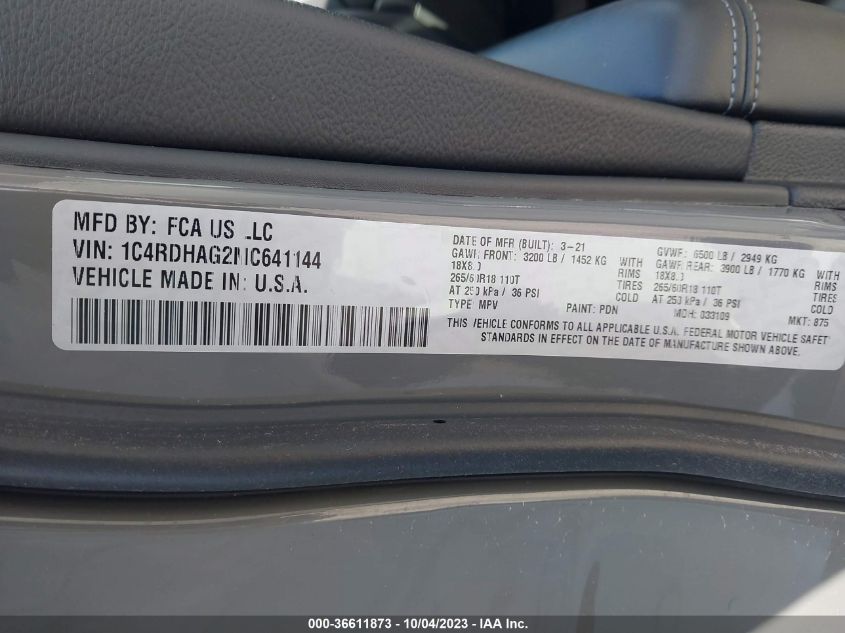 MFD BY: FCA US LLC
VIN: 1C4RDHAG2MC641144
VEHICLE MADE IN: U.S.A.
DATE OF MFR (BUILT): 3-21
GAWR FRONT: 3200 LB / 1452 KG WITH
18X8.0 RIMS
265/60R18 110T TIRES
AT 250 kPa / 36 PSI COLD
TYPE: MPV PAINT: PDN
GVWR: 6500 LB / 2949 KG
GAWR REAR: 3900 LB / 1770 KG WITH
18X8.0 RIMS
265/60R18 110T TIRES
AT 250 kPa / 36 PSI COLD
MDH: 033109 MKT: 875
THIS VEHICLE CONFORMS TO ALL APPLICABLE U.S.A. FEDERAL MOTOR VEHICLE SAFETY
STANDARDS IN EFFECT ON THE DATE OF MANUFACTURE SHOWN ABOVE.
000-36611873 - 10/04/2023 - IAA Inc.